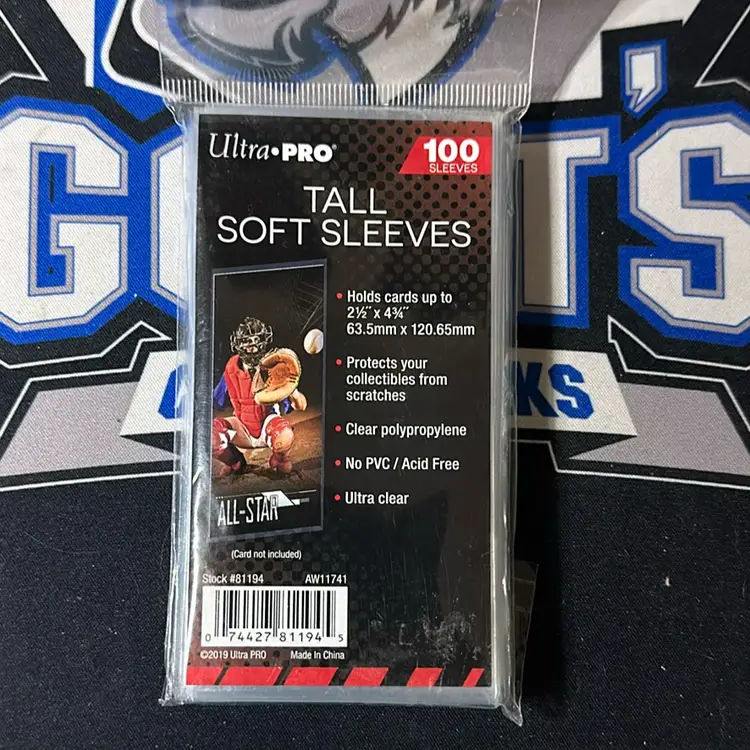 Ultra•PRO®
100
SLEEVES
TALL
SOFT SLEEVES
• Holds cards up to
2½" x 4¾"
63.5mm x 120.65mm
• Protects your
collectibles from
scratches
• Clear polypropylene
• No PVC / Acid Free
• Ultra clear
ALL-STAR
(Card not included)
Stock #81194
AW11741
0 74427 81194 5
©2019 Ultra PRO
Made in China